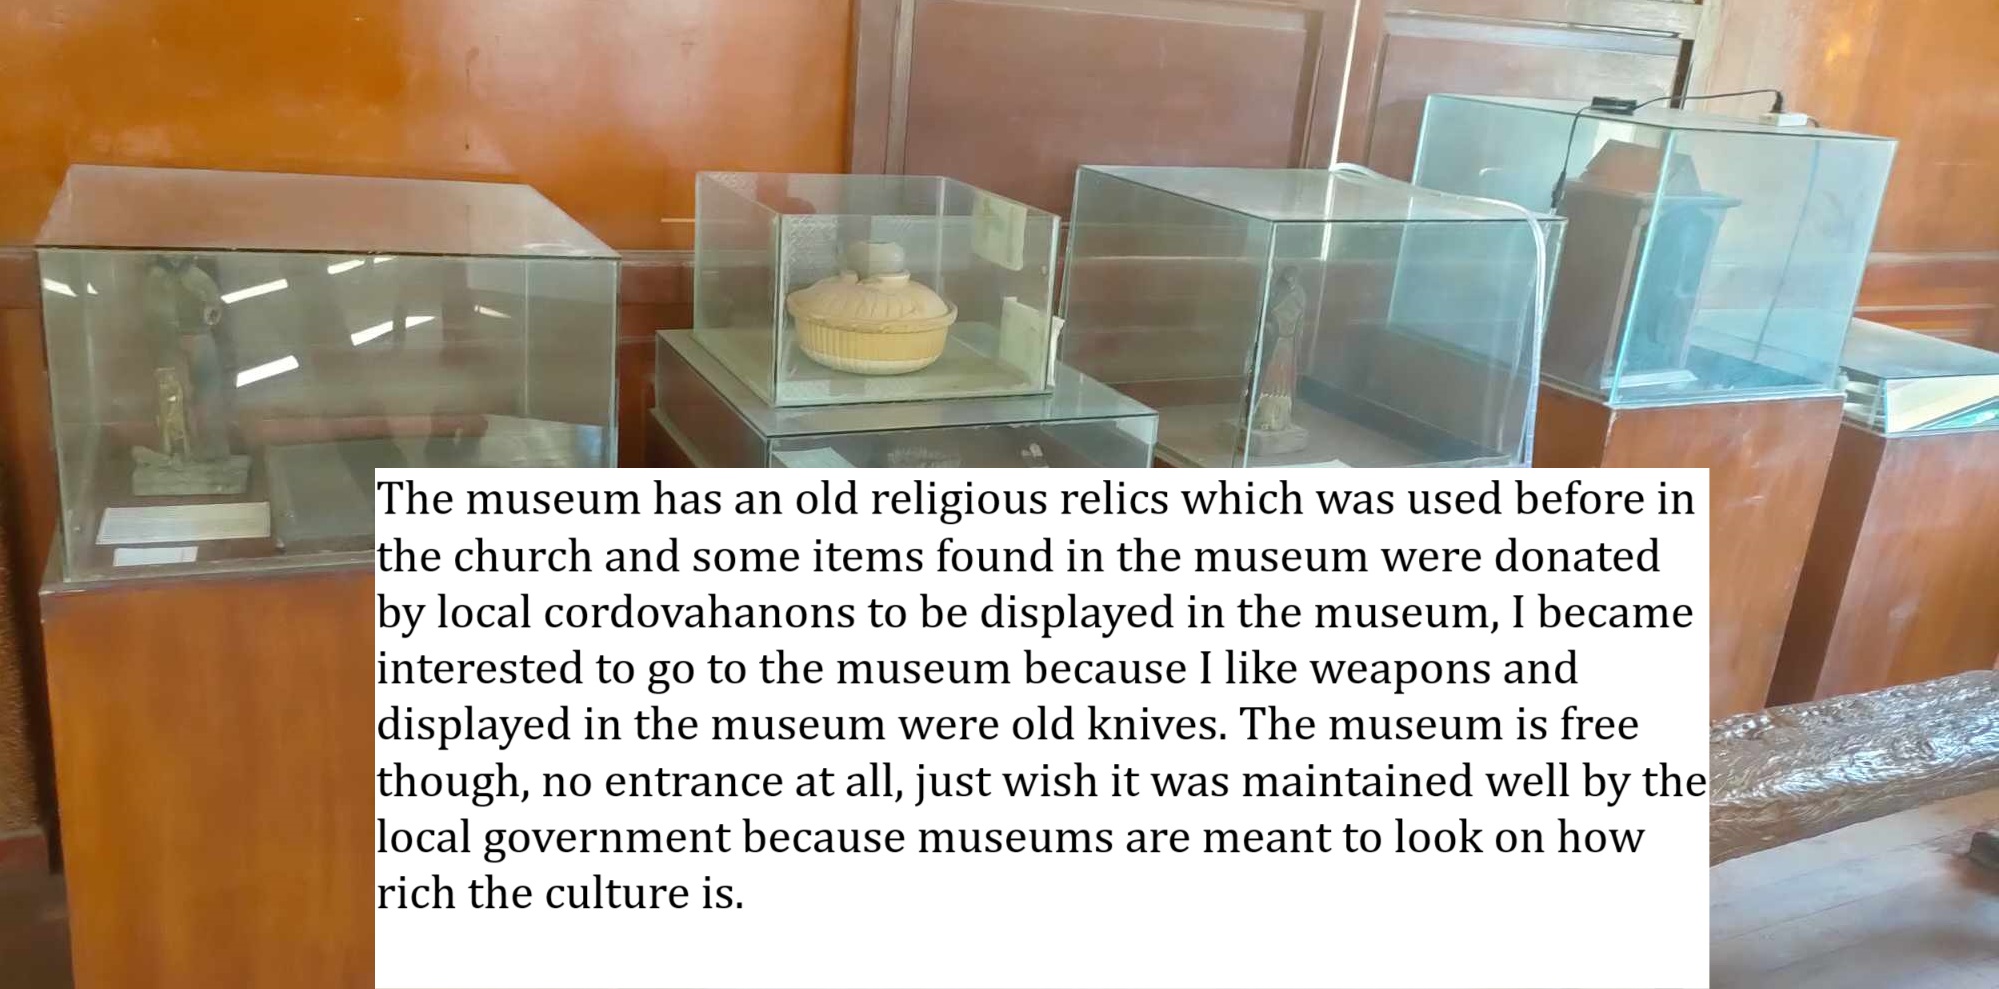 The museum has an old religious relics which was used before in
the church and some items found in the museum were donated
by local cordovahanons to be displayed in the museum, I became
interested to go to the museum because I like weapons and
displayed in the museum were old knives. The museum is free
though, no entrance at all, just wish it was maintained well by the
local government because museums are meant to look on how
rich the culture is.